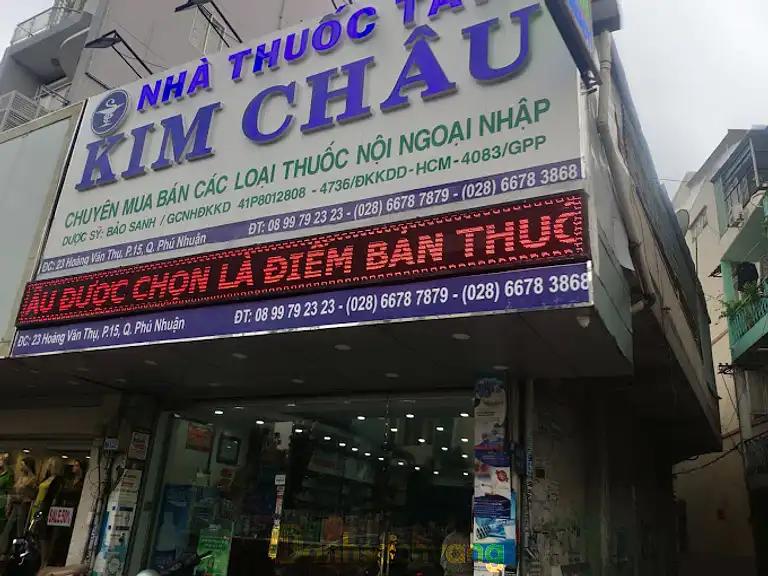 NHÀ THUỐC TÂY
KIM CHÂU
CHUYÊN MUA BÁN CÁC LOẠI THUỐC NỘI NGOẠI NHẬP
DƯỢC SỸ: BẢO SANH / GCNHĐKKD 41P8012808 - 4736/ĐKKDD-HCM-4083/GPP
ĐC: 23 Hoàng Văn Thụ, P.15, Q. Phú Nhuận ĐT: 08 99 79 23 23 - (028) 6678 7879 - (028) 6678 3868
ÂU ĐƯỢC CHỌN LÀ ĐIỂM BÁN THUỐC
ĐC: 23 Hoàng Văn Thụ, P.15, Q. Phú Nhuận ĐT: 08 99 79 23 23 - (028) 6678 7879 - (028) 6678 3868